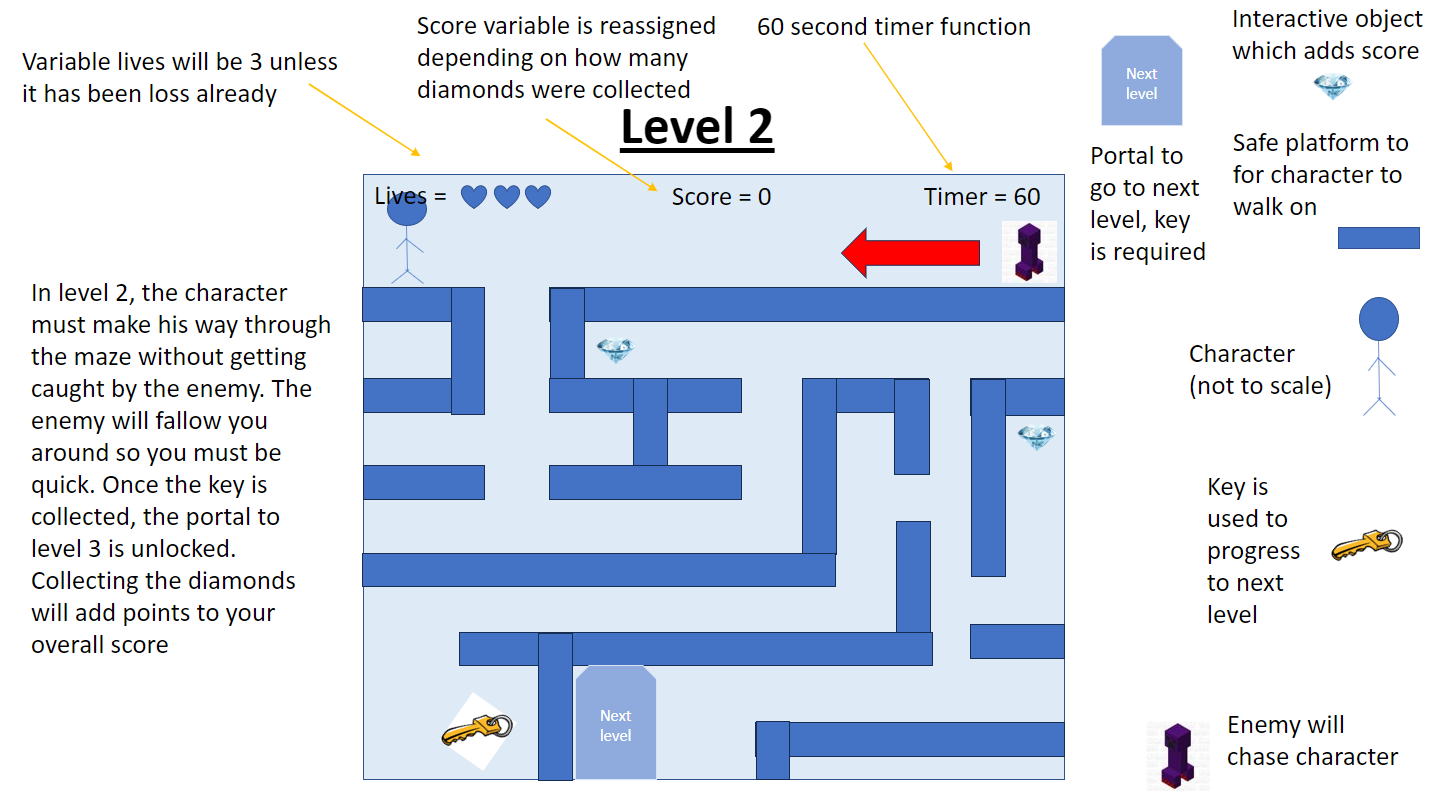 Variable lives will be 3 unless
it has been loss already
Score variable is reassigned
depending on how many
diamonds were collected
60 second timer function
Level 2
Lives =
Score = 0
Timer = 60
In level 2, the character
must make his way through
the maze without getting
caught by the enemy. The
enemy will fallow you
around so you must be
quick. Once the key is
collected, the portal to
level 3 is unlocked.
Collecting the diamonds
will add points to your
overall score
Next
level
Next
level
Portal to
go to next
level, key
is required
Interactive object
which adds score
Safe platform to
for character to
walk on
Character
(not to scale)
Key is
used to
progress
to next
level
Enemy will
chase character